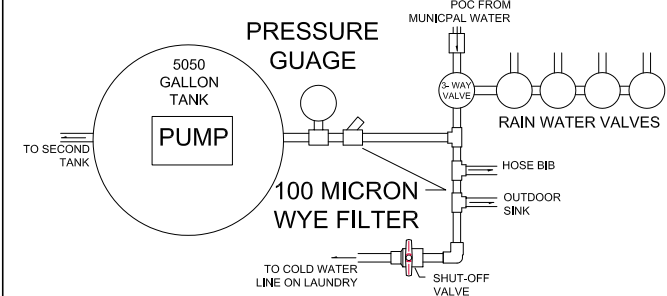 POC FROM
MUNICPAL WATER
PRESSURE
GUAGE
5050
GALLON
TANK
PUMP
3- WAY
VALVE
RAIN WATER VALVES
TO SECOND
TANK
HOSE BIB
100 MICRON
WYE FILTER
OUTDOOR
SINK
TO COLD WATER
LINE ON LAUNDRY
SHUT-OFF
VALVE